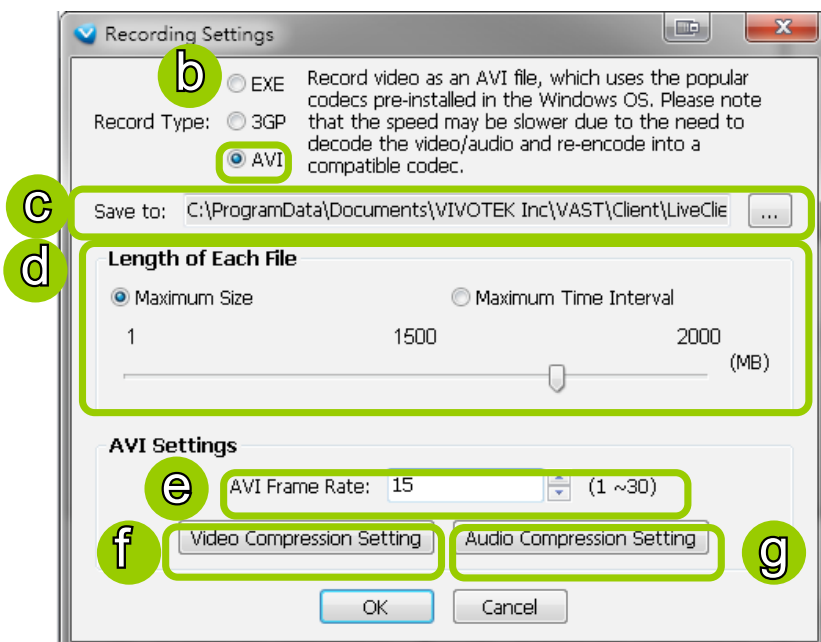 Recording Settings
b
EXE
Record Type:
3GP
AVI
Record video as an AVI file, which uses the popular
codecs pre-installed in the Windows OS. Please note
that the speed may be slower due to the need to
decode the video/audio and re-encode into a
compatible codec.
c
Save to: C:\ProgramData\Documents\VIVOTEK Inc\VAST\Client\LiveClie ...
d
Length of Each File
Maximum Size Maximum Time Interval
1 1500 2000
(MB)
AVI Settings
e
AVI Frame Rate: 15 (1 ~30)
f
Video Compression Setting Audio Compression Setting
g
OK Cancel